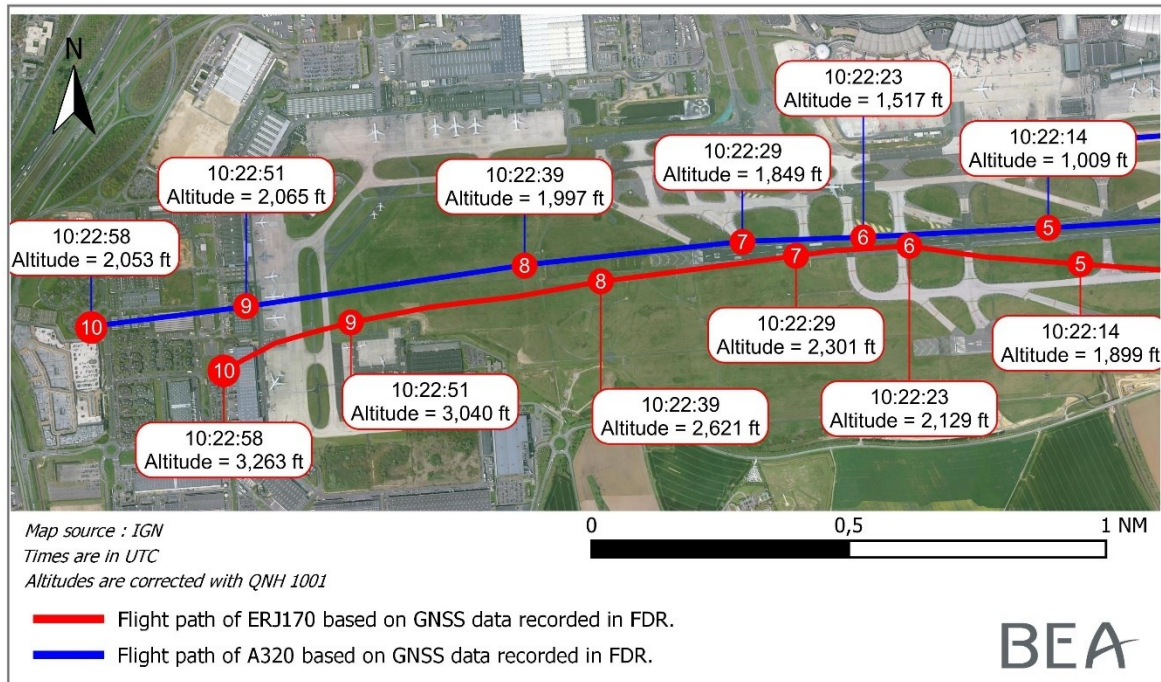 N
10:22:23
Altitude = 1,517 ft
10:22:29
Altitude = 1,849 ft
10:22:14
Altitude = 1,009 ft
10:22:51
Altitude = 2,065 ft
10:22:39
Altitude = 1,997 ft
10:22:58
Altitude = 2,053 ft
5
6
7
8
9
10
5
6
7
8
9
10
10:22:29
Altitude = 2,301 ft
10:22:14
Altitude = 1,899 ft
10:22:51
Altitude = 3,040 ft
10:22:39
Altitude = 2,621 ft
10:22:23
Altitude = 2,129 ft
10:22:58
Altitude = 3,263 ft
Map source : IGN
Times are in UTC
Altitudes are corrected with QNH 1001
0 0,5 1 NM
Flight path of ERJ170 based on GNSS data recorded in FDR.
Flight path of A320 based on GNSS data recorded in FDR.
BEA